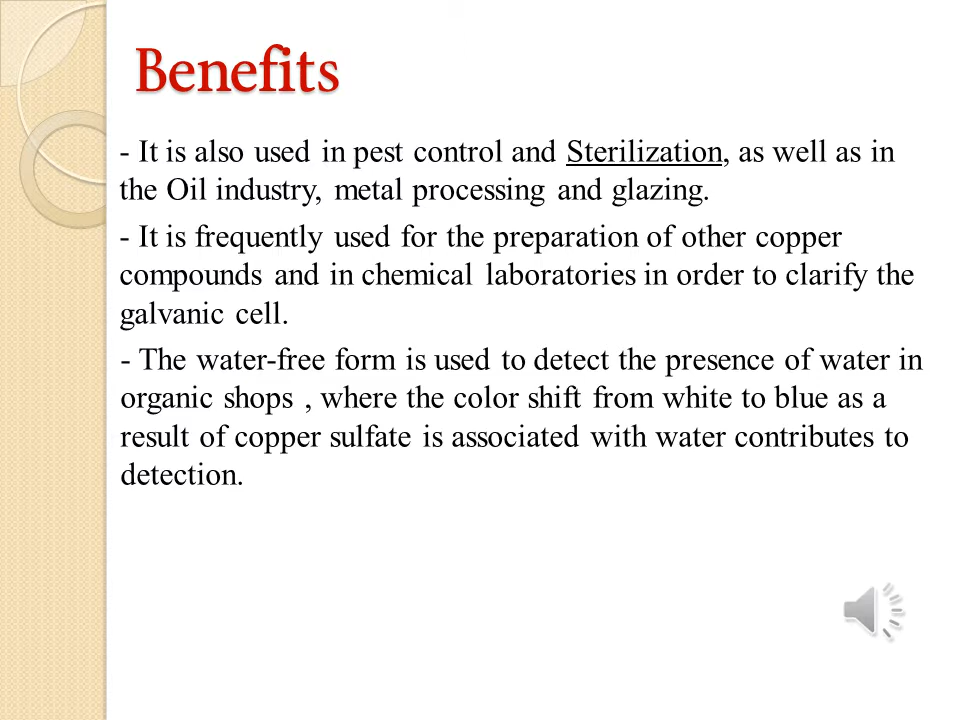 Benefits
- It is also used in pest control and Sterilization, as well as in
the Oil industry, metal processing and glazing.
- It is frequently used for the preparation of other copper
compounds and in chemical laboratories in order to clarify the
galvanic cell.
- The water-free form is used to detect the presence of water in
organic shops , where the color shift from white to blue as a
result of copper sulfate is associated with water contributes to
detection.